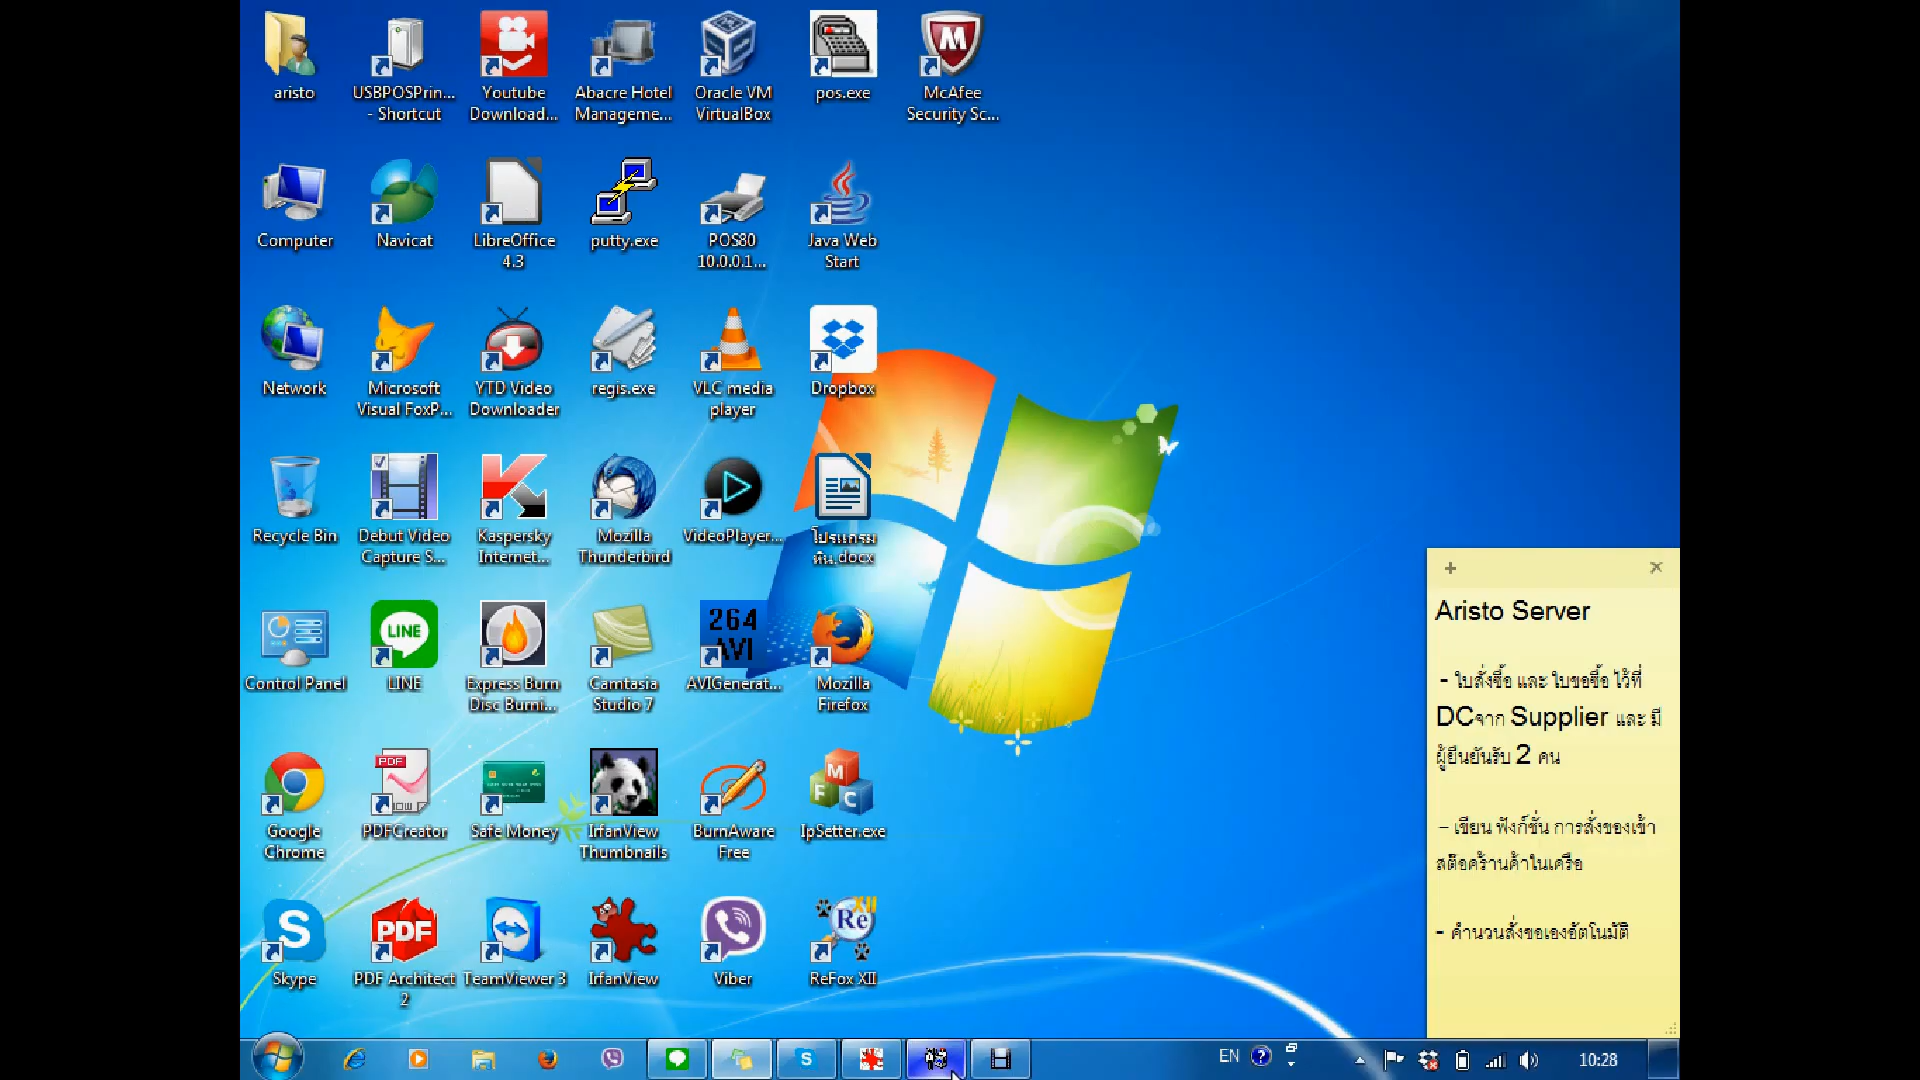 aristo
USBPOSPrin...
- Shortcut
Youtube
Download...
Abacre Hotel
Manageme...
Oracle VM
VirtualBox
pos.exe
McAfee
Security Sc...
Computer
Navicat
LibreOffice
4.3
putty.exe
POS80
10.0.0.1...
Java Web
Start
Network
Microsoft
Visual FoxP...
YTD Video
Downloader
regis.exe
VLC media
player
Dropbox
Recycle Bin
Debut Video
Capture S...
Kaspersky
Internet...
Mozilla
Thunderbird
VideoPlayer...
โปรแกรม
หิน.docx
Control Panel
LINE
LINE
Express Burn
Disc Burni...
Camtasia
Studio 7
264
AVI
AVIGenerat...
Mozilla
Firefox
Google
Chrome
PDF
PDFCreator
Safe Money
IrfanView
Thumbnails
BurnAware
Free
M
F C
IpSetter.exe
Skype
PDF
PDF Architect
2
TeamViewer 3
IrfanView
Viber
Re XII
ReFox XII
Aristo Server
- ใบสั่งซื้อ และ ใบขอซื้อ ไว้ที่
DCจาก Supplier และ มี
ผู้ยืนยันรับ 2 คน
- เขียน ฟังก์ชั่น การสั่งของเข้า
สต๊อคร้านค้าในเครือ
- คำนวนสั่งขอเองอัตโนมัติ
EN
10:28